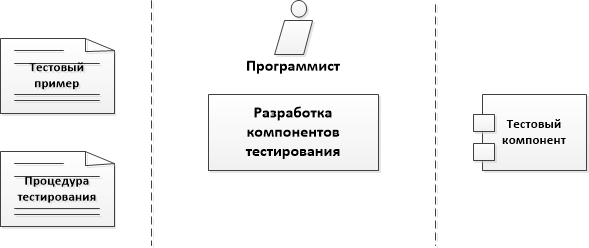 Тестовый
пример
Процедура
тестирования
Программист
Разработка
компонентов
тестирования
Тестовый
компонент